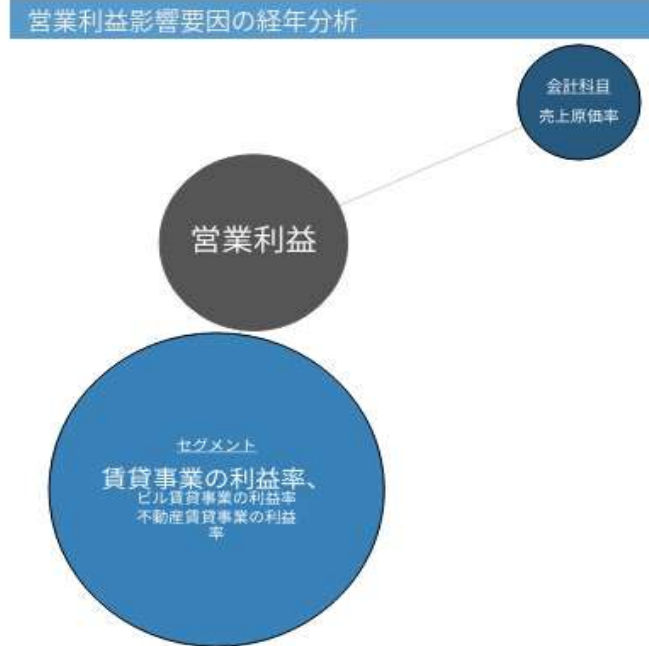 営業利益影響要因の経年分析
会計科目
売上原価率
営業利益
セグメント
賃貸事業の利益率、
ビル賃貸事業の利益率
不動産賃貸事業の利益
率